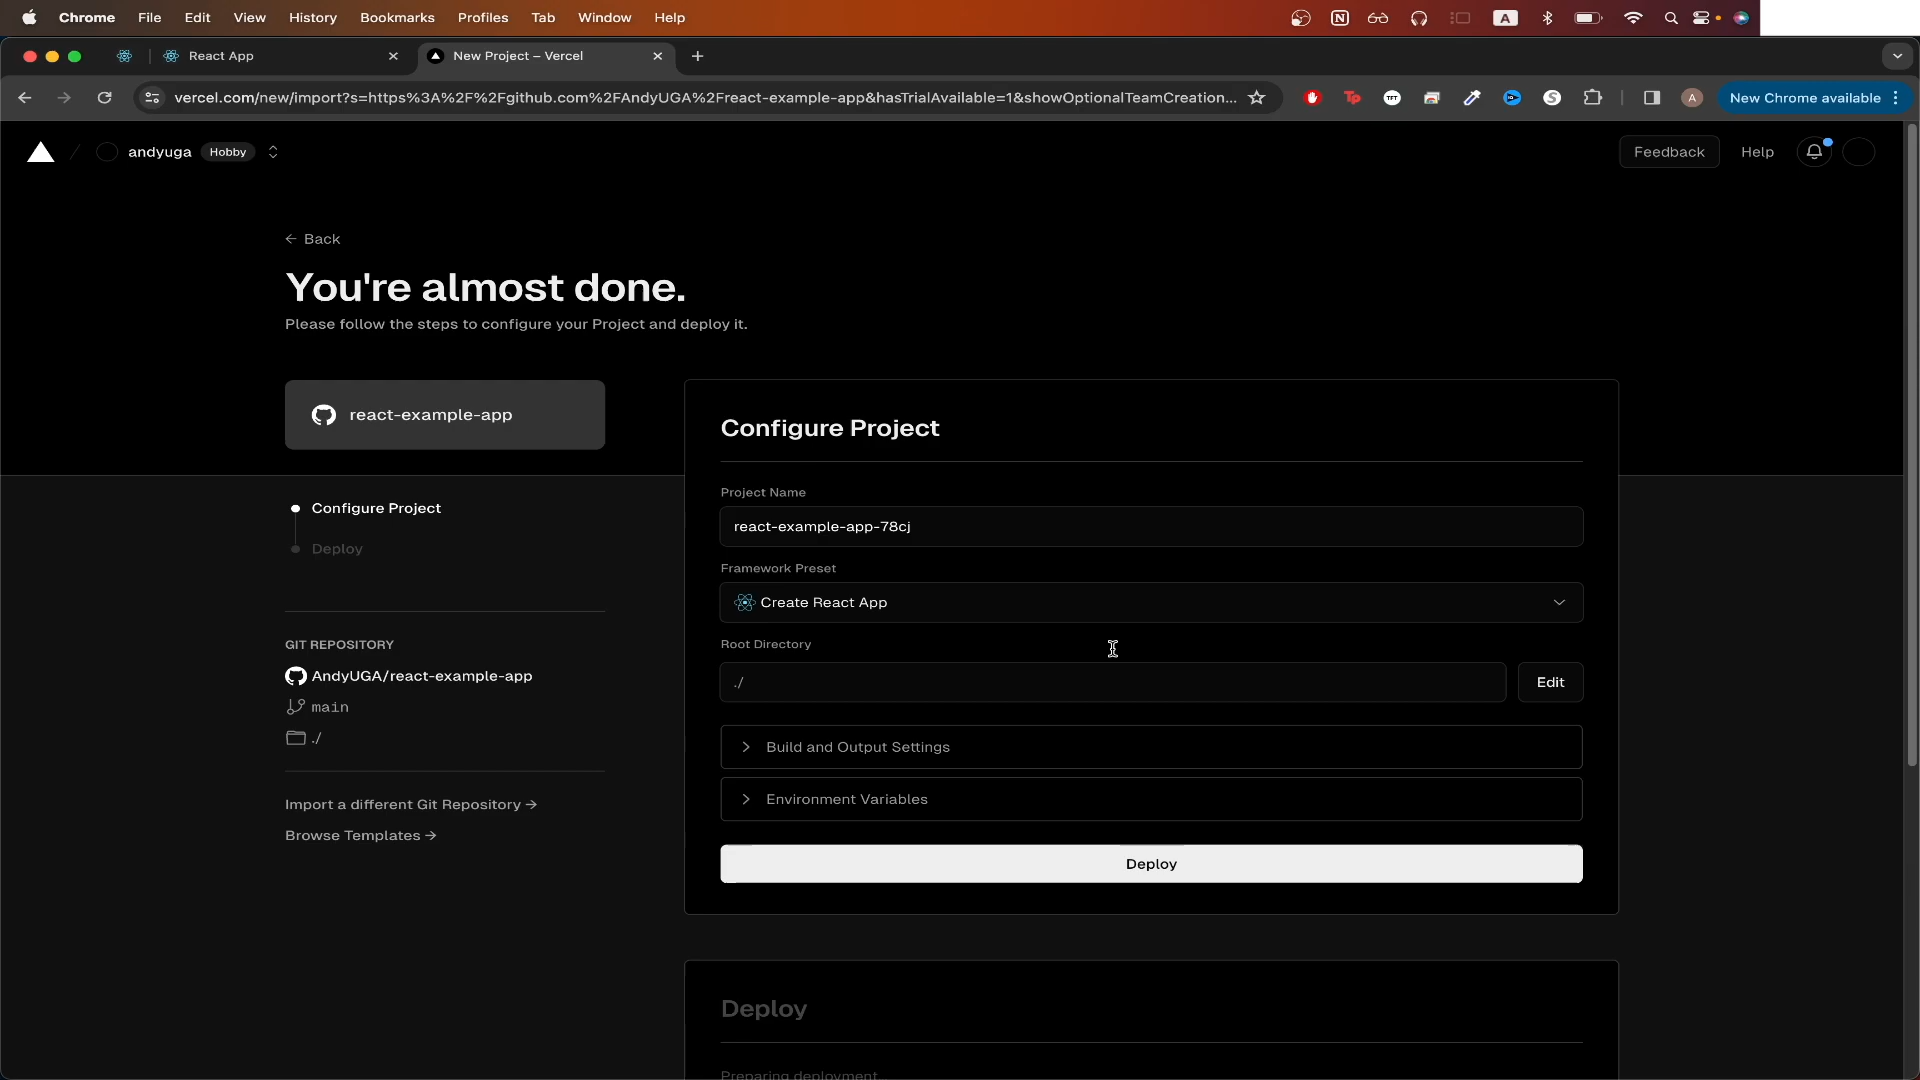 Chrome File Edit View History Bookmarks Profiles Tab Window Help A
React App New Project – Vercel
vercel.com/new/import?s=https%3A%2F%2Fgithub.com%2FAndyUGA%2Freact-example-app&hasTrialAvailable=1&showOptionalTeamCreation... Tp TFT S A New Chrome available
andyuga Hobby Feedback Help
← Back
You're almost done.
Please follow the steps to configure your Project and deploy it.
react-example-app
Configure Project
Deploy
GIT REPOSITORY
AndyUGA/react-example-app
main
./
Import a different Git Repository →
Browse Templates →
Configure Project
Project Name
react-example-app-78cj
Framework Preset
Create React App
Root Directory
./ Edit
Build and Output Settings
Environment Variables
Deploy
Deploy
Preparing deployment...